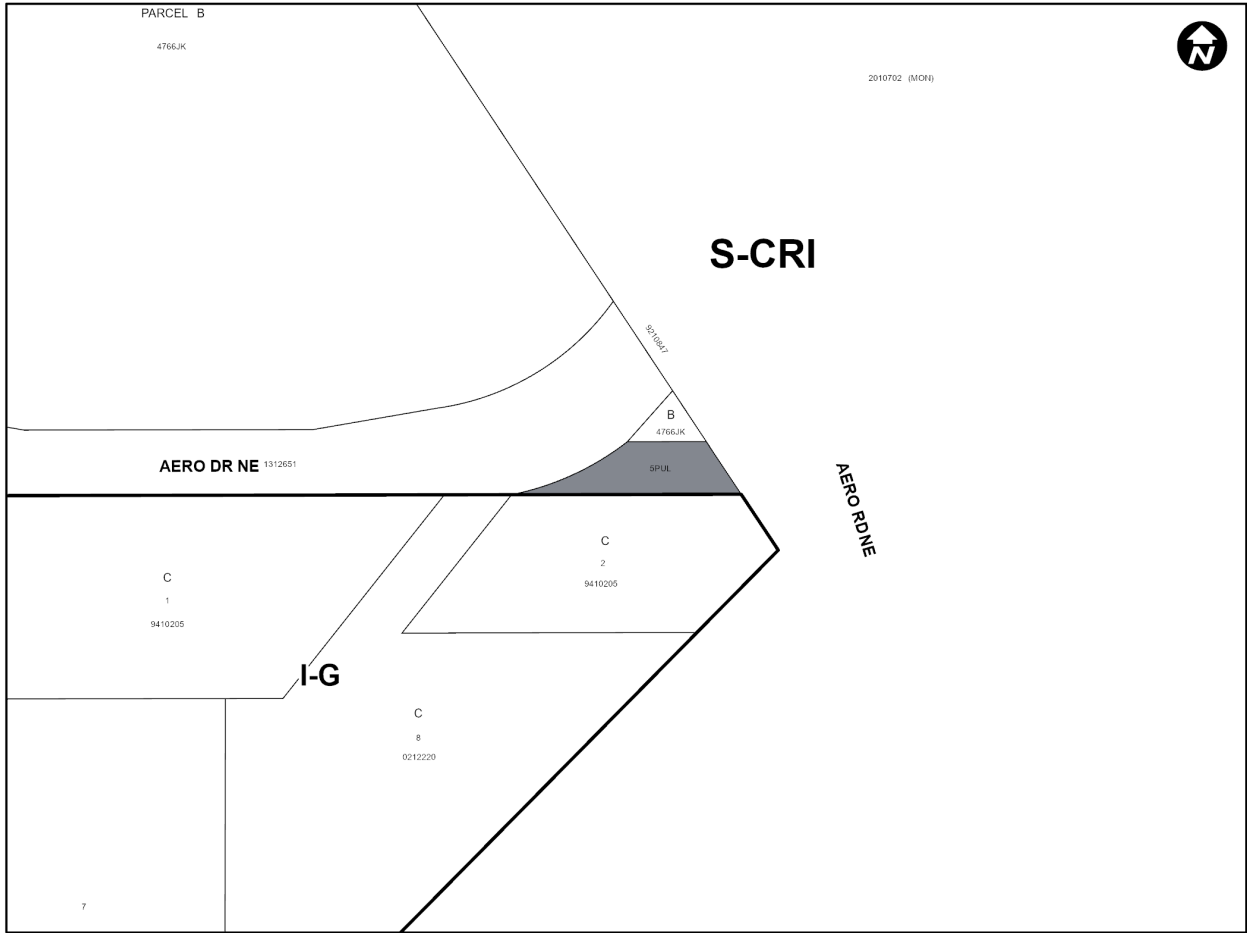 PARCEL B
4766JK
N
2010702 (MON)
S-CRI
9210847
B
4766JK
AERO DR NE 1312651
5PUL
AERO RD NE
C
2
9410205
C
1
9410205
I-G
C
8
0212220
7